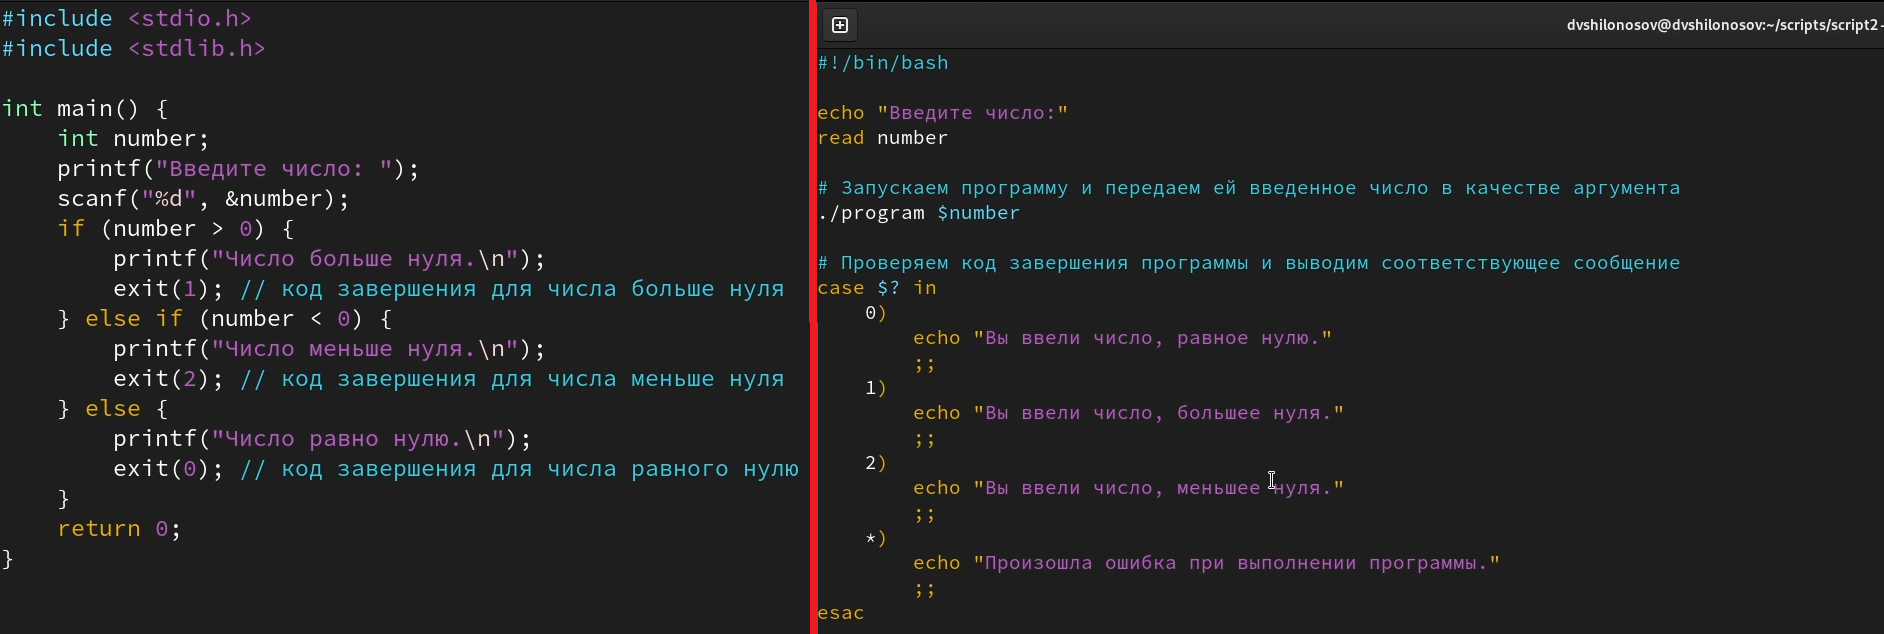 #include <stdio.h>
#include <stdlib.h>
int main() {
int number;
printf("Введите число: ");
scanf("%d", &number);
if (number > 0) {
printf("Число больше нуля.\n");
exit(1); // код завершения для числа больше нуля
} else if (number < 0) {
printf("Число меньше нуля.\n");
exit(2); // код завершения для числа меньше нуля
} else {
printf("Число равно нулю.\n");
exit(0); // код завершения для числа равного нулю
}
return 0;
}
dvshilonosov@dvshilonosov:~/scripts/script2-
#!/bin/bash
echo "Введите число:"
read number
# Запускаем программу и передаем ей введенное число в качестве аргумента
./program $number
# Проверяем код завершения программы и выводим соответствующее сообщение
case $? in
0)
echo "Вы ввели число, равное нулю."
;;
1)
echo "Вы ввели число, большее нуля."
;;
2)
echo "Вы ввели число, меньшее нуля."
;;
*)
echo "Произошла ошибка при выполнении программы."
;;
esac